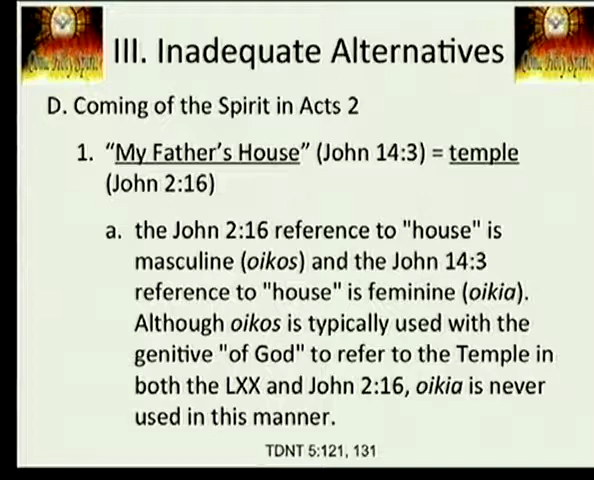 III. Inadequate Alternatives
D. Coming of the Spirit in Acts 2
1. “My Father’s House” (John 14:3) = temple
(John 2:16)
a. the John 2:16 reference to "house" is
masculine (oikos) and the John 14:3
reference to "house" is feminine (oikia).
Although oikos is typically used with the
genitive "of God" to refer to the Temple in
both the LXX and John 2:16, oikia is never
used in this manner.
TDNT 5:121, 131